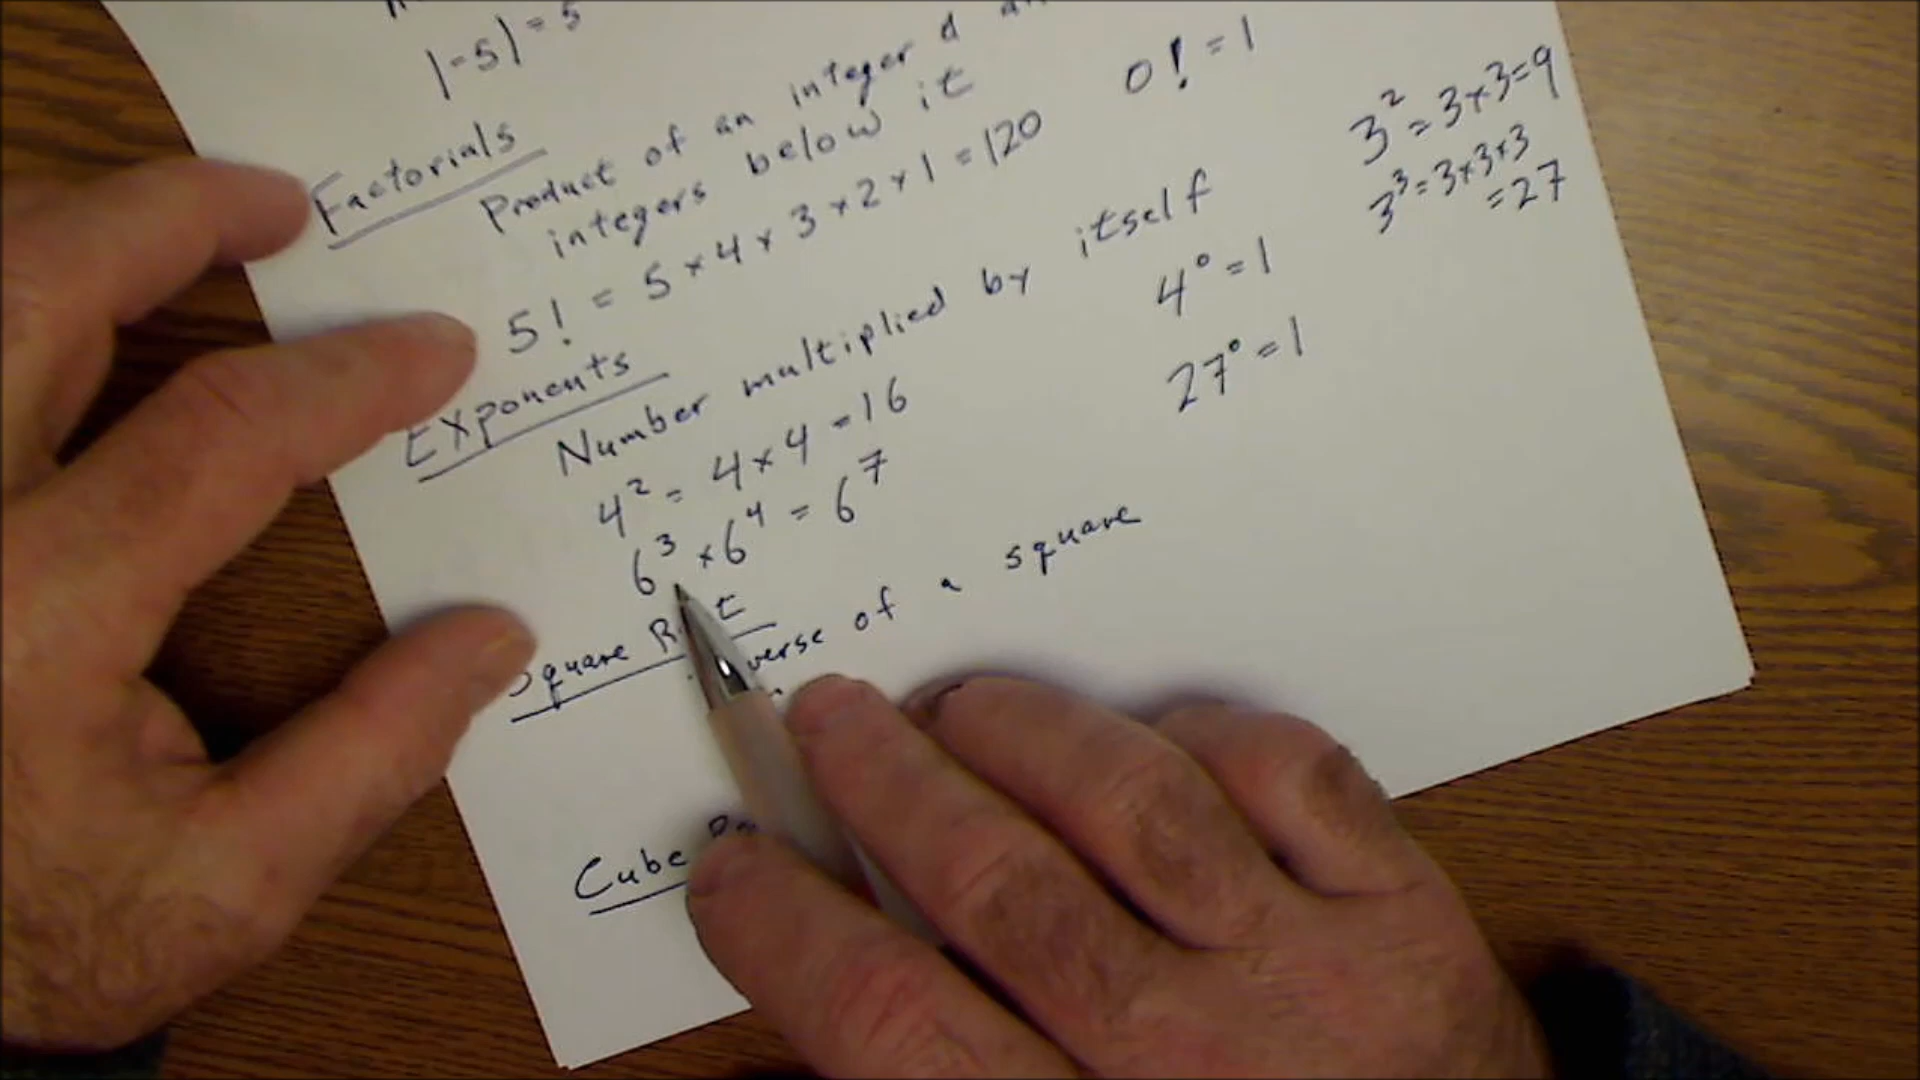 |-5| = 5
Factorials
Product of an integer &
integers below it
5! = 5 × 4 × 3 × 2 × 1 = 120
0! = 1
Exponents
Number multiplied by itself
4² = 4 × 4 = 16
6³ × 6⁴ = 6⁷
4⁰ = 1
27⁰ = 1
3² = 3 × 3 = 9
3³ = 3 × 3 × 3
= 27
Square
of a square
Cube